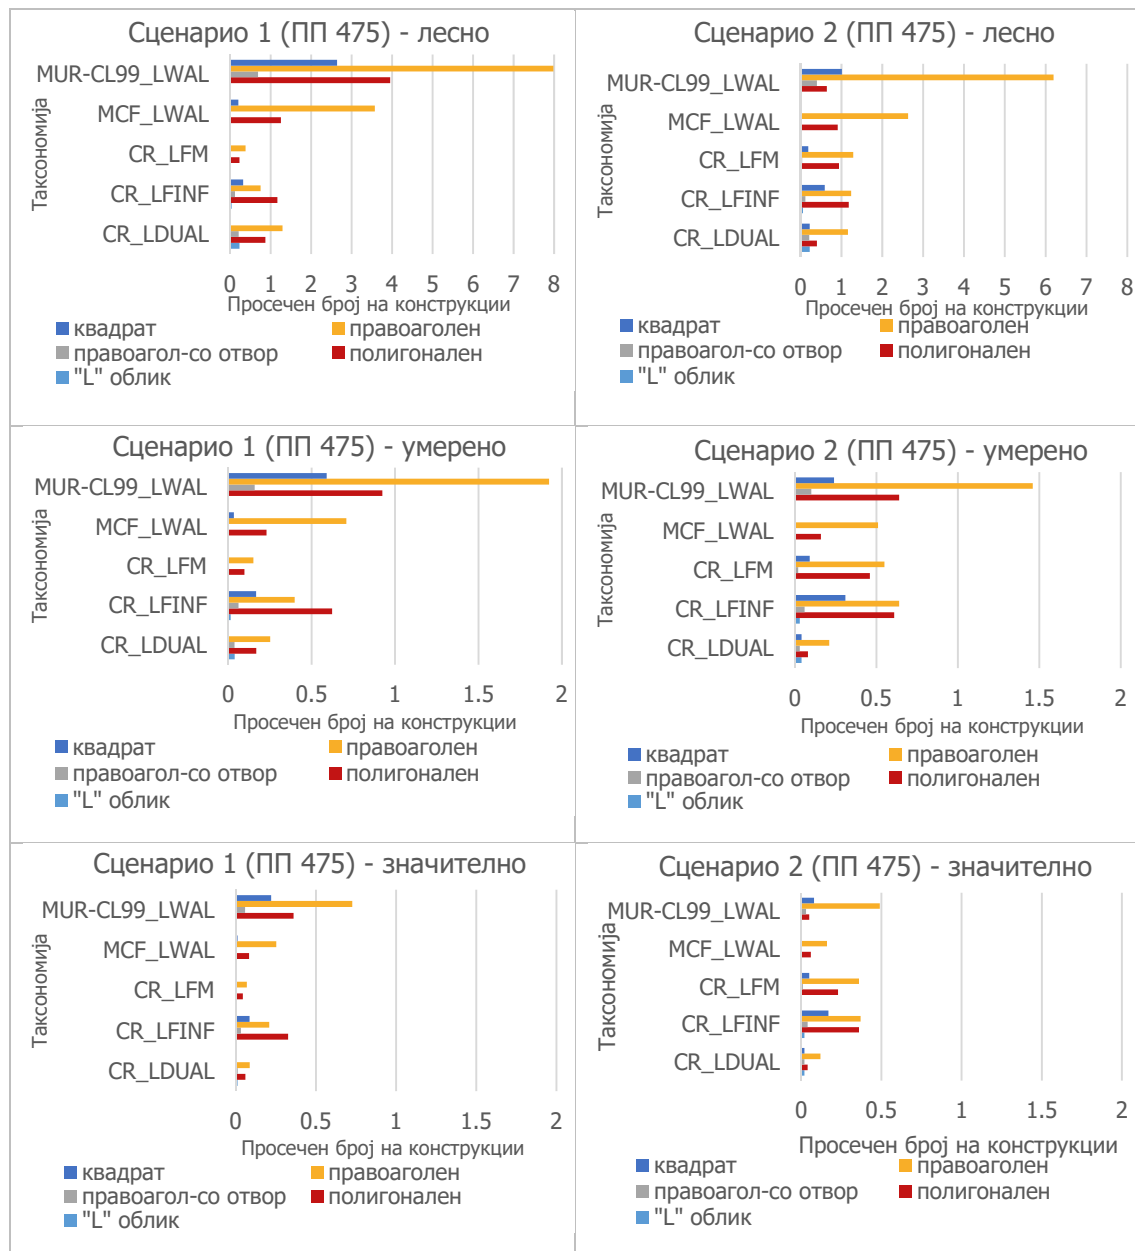 Сценарио 1 (ПП 475) - лесно
Таксономија
MUR-CL99_LWAL
MCF_LWAL
CR_LFM
CR_LFINF
CR_LDUAL
0 1 2 3 4 5 6 7 8
Просечен број на конструкции
квадрат правоаголен
правоагол-со отвор полигонален
"L" облик
Сценарио 2 (ПП 475) - лесно
Таксономија
MUR-CL99_LWAL
MCF_LWAL
CR_LFM
CR_LFINF
CR_LDUAL
0 1 2 3 4 5 6 7 8
Просечен број на конструкции
квадрат правоаголен
правоагол-со отвор полигонален
"L" облик
Сценарио 1 (ПП 475) - умерено
Таксономија
MUR-CL99_LWAL
MCF_LWAL
CR_LFM
CR_LFINF
CR_LDUAL
0 0.5 1 1.5 2
Просечен број на конструкции
квадрат правоаголен
правоагол-со отвор полигонален
"L" облик
Сценарио 2 (ПП 475) - умерено
Таксономија
MUR-CL99_LWAL
MCF_LWAL
CR_LFM
CR_LFINF
CR_LDUAL
0 0.5 1 1.5 2
Просечен број на конструкции
квадрат правоаголен
правоагол-со отвор полигонален
"L" облик
Сценарио 1 (ПП 475) - значително
Таксономија
MUR-CL99_LWAL
MCF_LWAL
CR_LFM
CR_LFINF
CR_LDUAL
0 0.5 1 1.5 2
Просечен број на конструкции
квадрат правоаголен
правоагол-со отвор полигонален
"L" облик
Сценарио 2 (ПП 475) - значително
Таксономија
MUR-CL99_LWAL
MCF_LWAL
CR_LFM
CR_LFINF
CR_LDUAL
0 0.5 1 1.5 2
Просечен број на конструкции
квадрат правоаголен
правоагол-со отвор полигонален
"L" облик